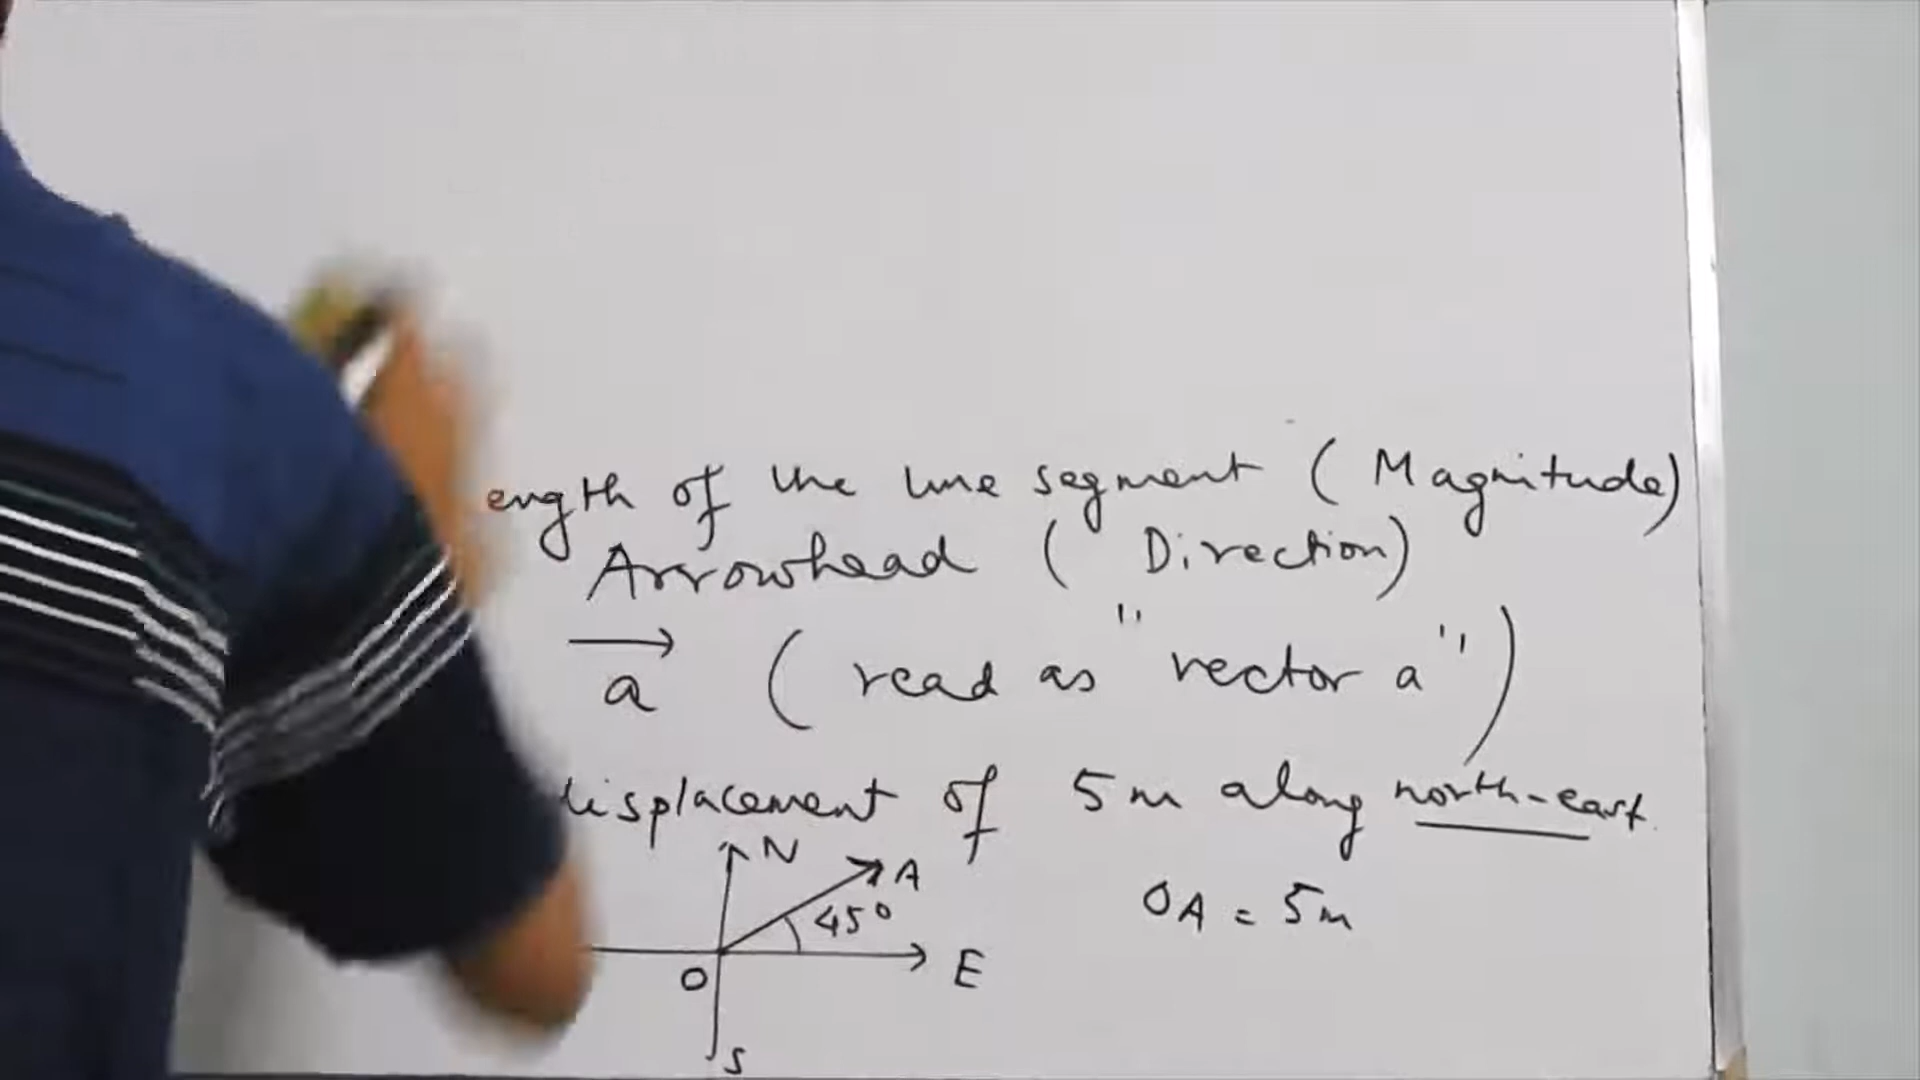 ength of the line segment (Magnitude)
Arrowhead (Direction)
a (read as "vector a")
displacement of 5m along north-east.
N
A
45°
OA = 5m
O
E
S